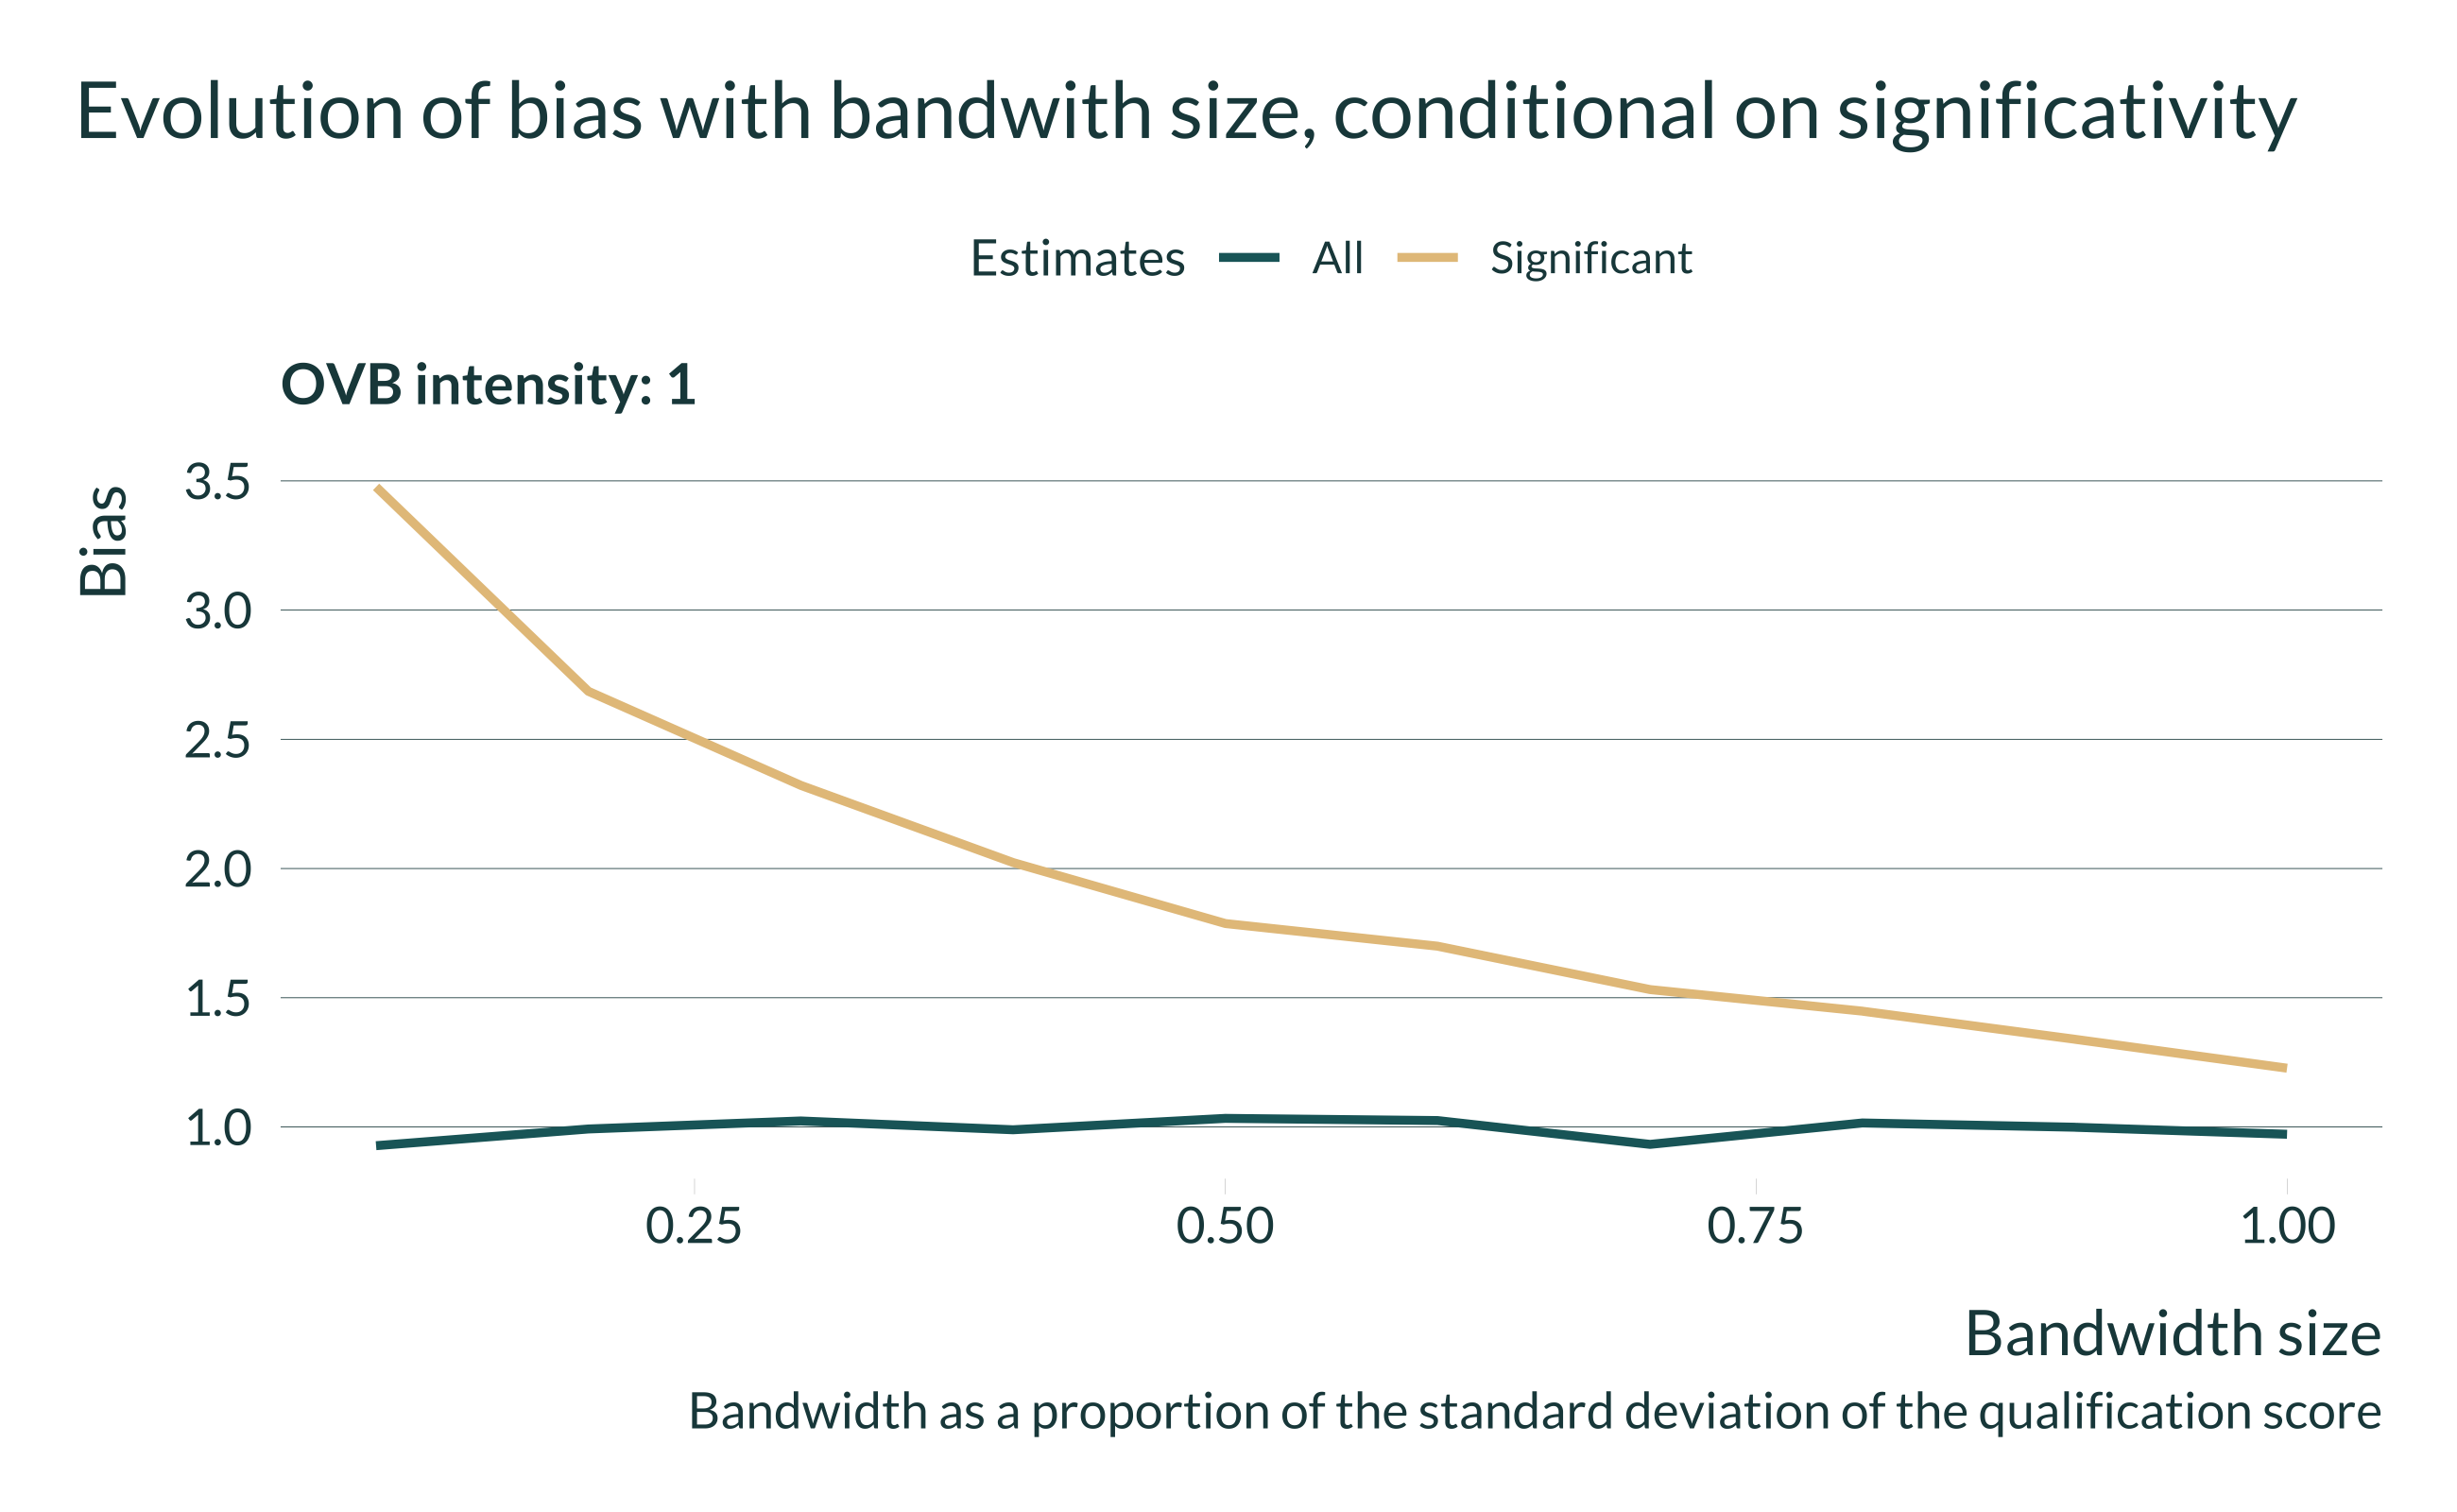 Evolution of bias with bandwith size, conditional on significativity
Estimates All Significant
OVB intensity: 1
Bias
3.5
3.0
2.5
2.0
1.5
1.0
0.25 0.50 0.75 1.00
Bandwidth size
Bandwidth as a proportion of the standard deviation of the qualification score